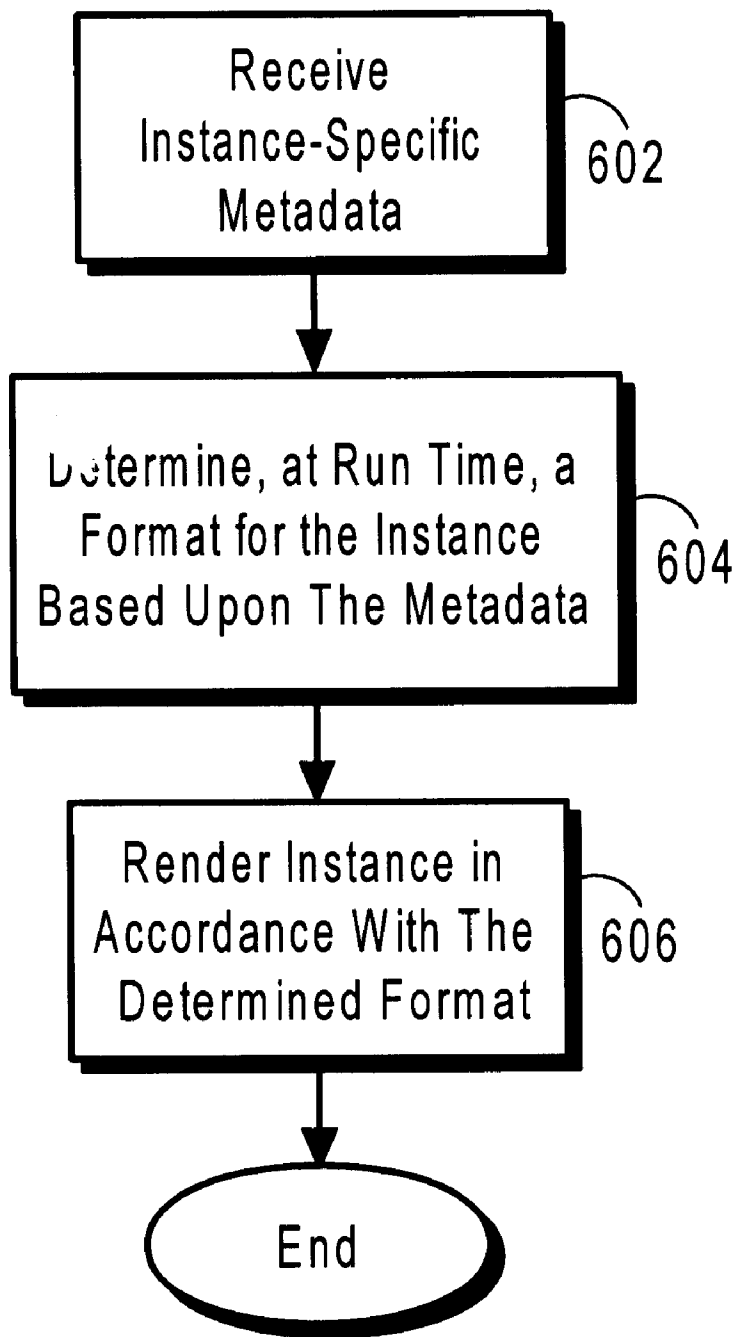 Receive
Instance-Specific
Metadata
602
Determine, at Run Time, a
Format for the Instance
Based Upon The Metadata
604
Render Instance in
Accordance With The
Determined Format
606
End